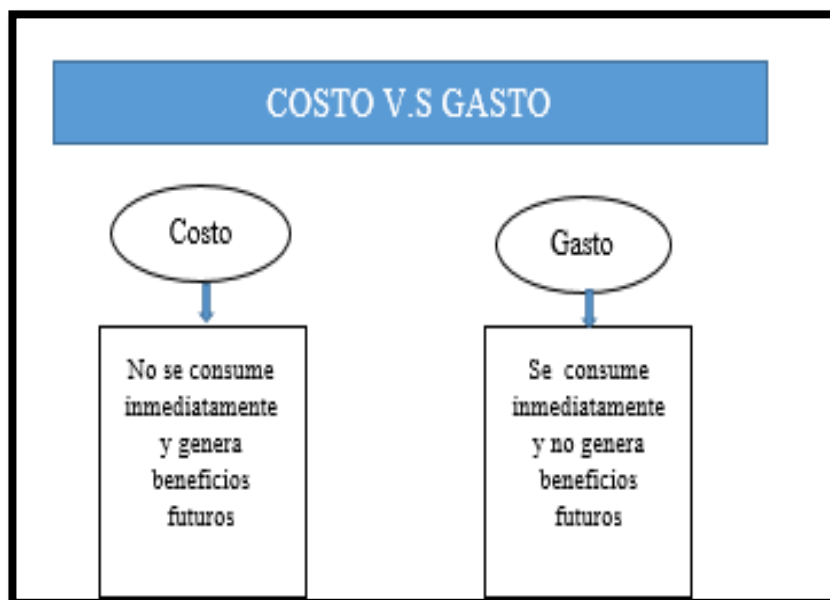 COSTO V.S GASTO
Costo
No se consume
inmediatamente
y genera
beneficios
futuros
Gasto
Se consume
inmediatamente
y no genera
beneficios
futuros